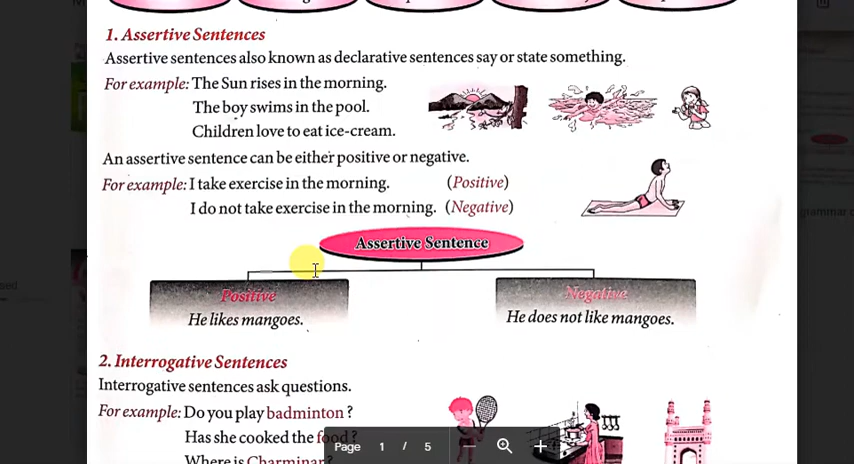 1. Assertive Sentences
Assertive sentences also known as declarative sentences say or state something.
For example: The Sun rises in the morning.
The boy swims in the pool.
Children love to eat ice-cream.
An assertive sentence can be either positive or negative.
For example: I take exercise in the morning. (Positive)
I do not take exercise in the morning. (Negative)
Assertive Sentence
Positive Negative
He likes mangoes. He does not like mangoes.
2. Interrogative Sentences
Interrogative sentences ask questions.
For example: Do you play badminton ?
Has she cooked the food ?
Where is Charminar ?
Page 1 / 5
grammar